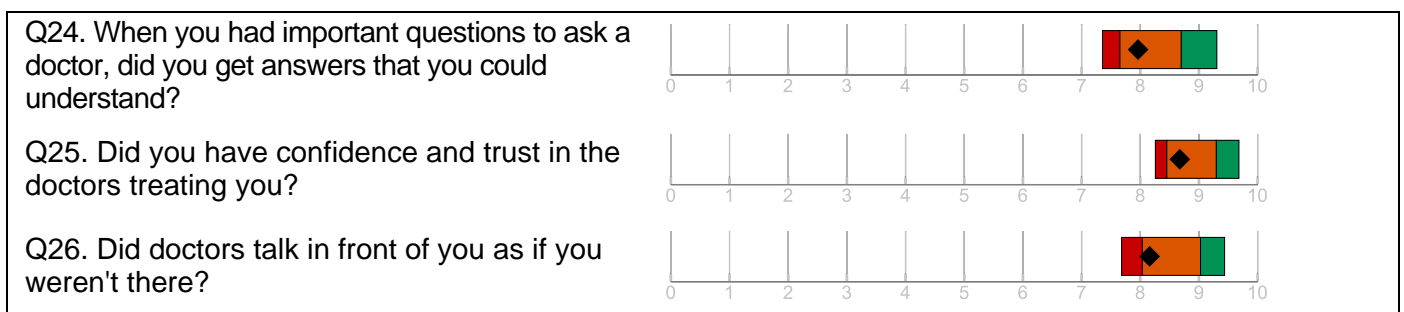 Q24. When you had important questions to ask a
doctor, did you get answers that you could
understand?
0 1 2 3 4 5 6 7 8 9 10
Q25. Did you have confidence and trust in the
doctors treating you?
0 1 2 3 4 5 6 7 8 9 10
Q26. Did doctors talk in front of you as if you
weren't there?
0 1 2 3 4 5 6 7 8 9 10